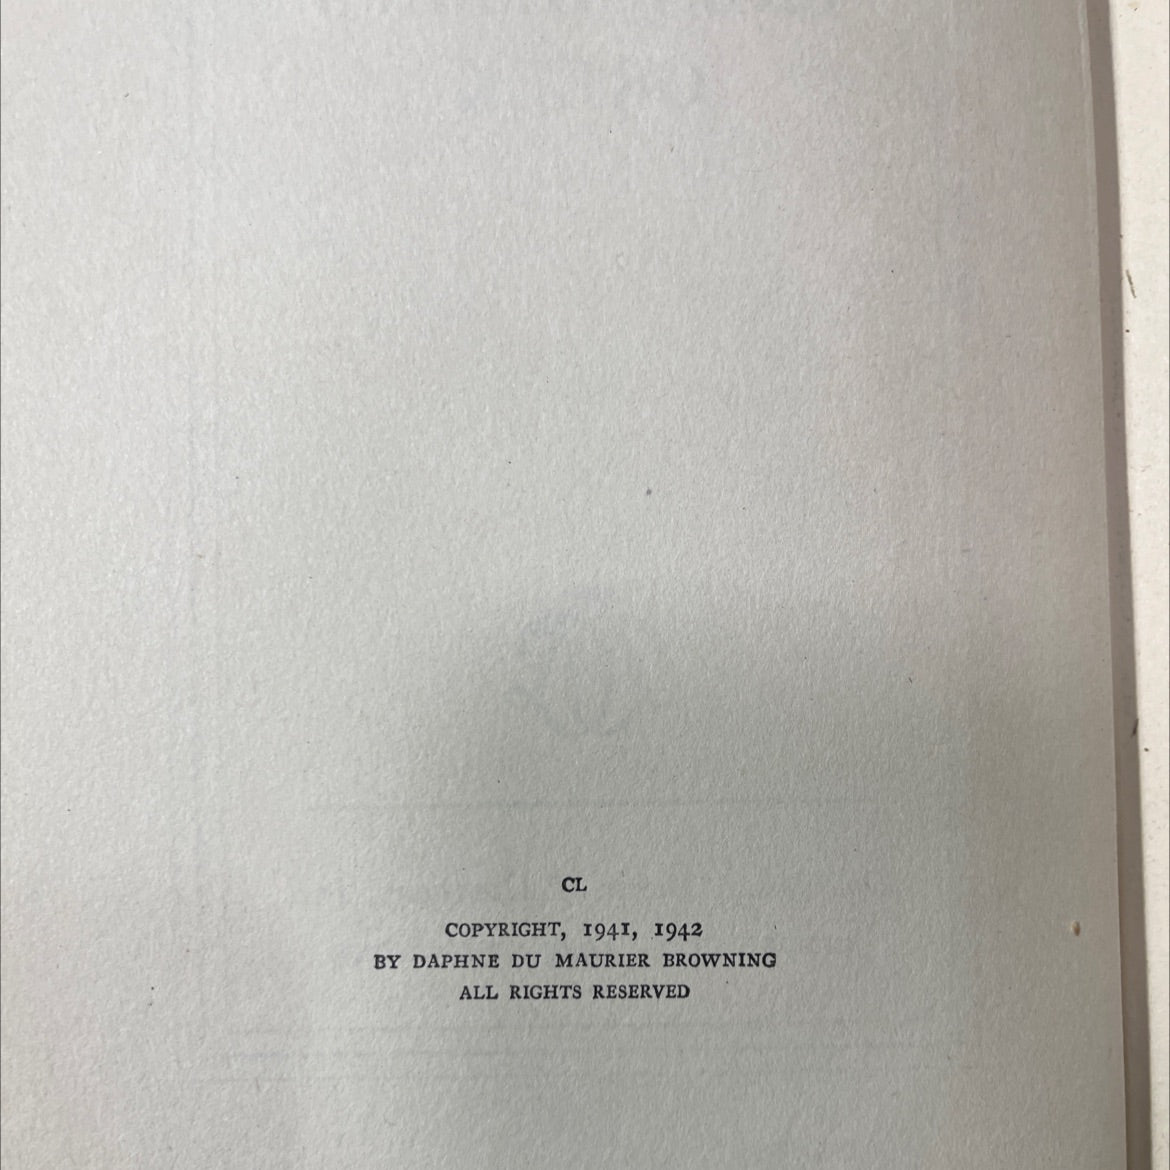 CL
COPYRIGHT, 1941, 1942
BY DAPHNE DU MAURIER BROWNING
ALL RIGHTS RESERVED